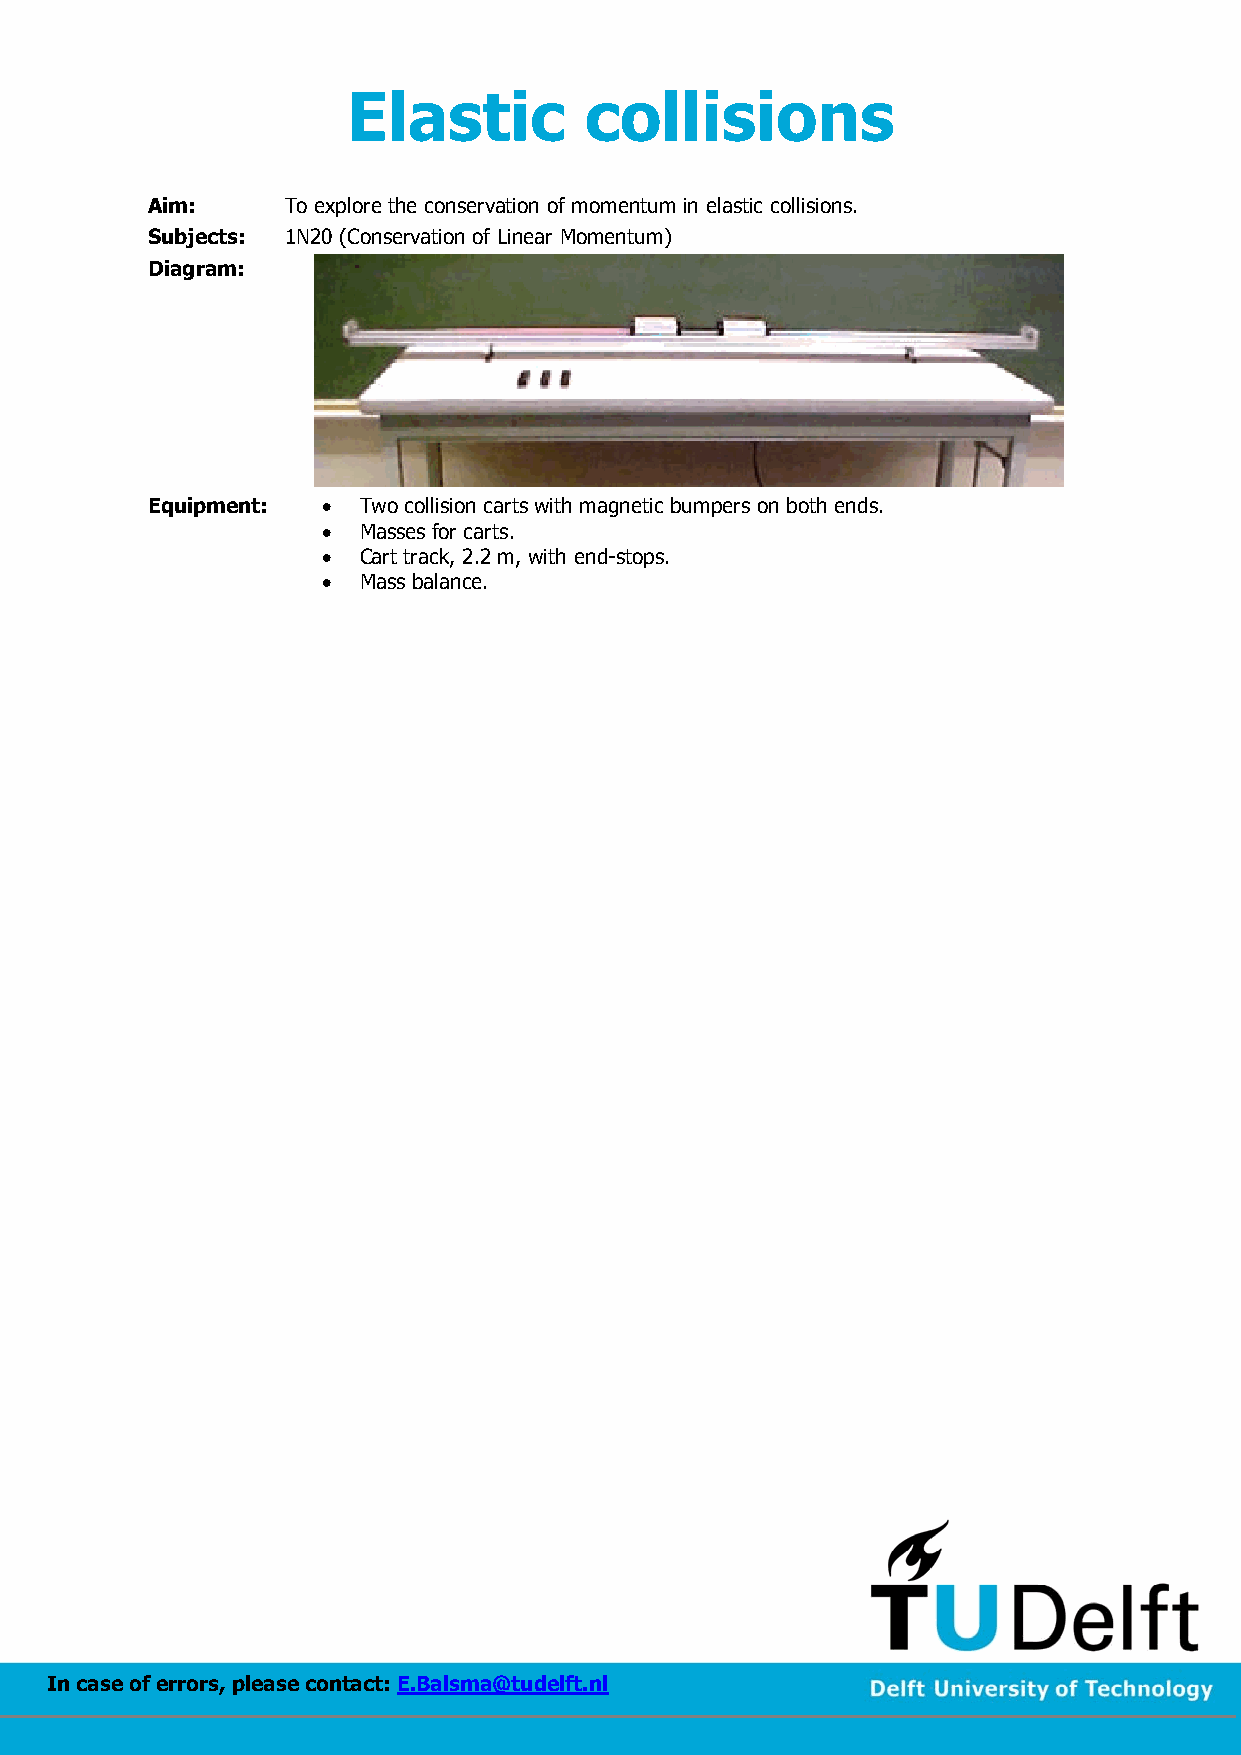 Elastic collisions
Aim: To explore the conservation of momentum in elastic collisions.
Subjects: 1N20 (Conservation of Linear Momentum)
Diagram:
Equipment: • Two collision carts with magnetic bumpers on both ends.
• Masses for carts.
• Cart track, 2.2 m, with end-stops.
• Mass balance.
TUDelft
In case of errors, please contact: E.Balsma@tudelft.nl
Delft University of Technology